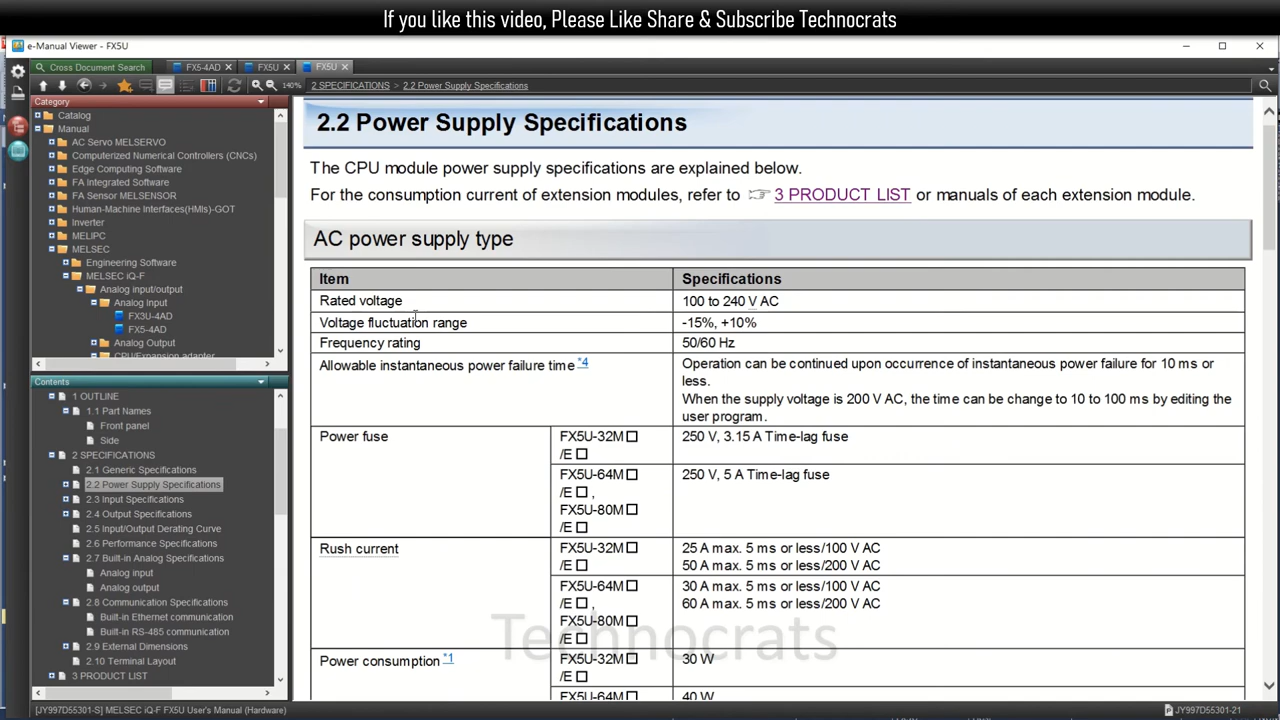 If you like this video, Please Like Share & Subscribe Technocrats
e-Manual Viewer - FX5U
Cross Document Search
FX5-4AD
FX5U
FX5U
140%
2 SPECIFICATIONS > 2.2 Power Supply Specifications
Category
Catalog
Manual
AC Servo MELSERVO
Computerized Numerical Controllers (CNCs)
Edge Computing Software
FA Integrated Software
FA Sensor MELSENSOR
Human-Machine Interfaces(HMIs)-GOT
Inverter
MELIPC
MELSEC
Engineering Software
MELSEC iQ-F
Analog input/output
Analog Input
FX3U-4AD
FX5-4AD
Analog Output
CPU/Expansion adapter
Contents
1 OUTLINE
1.1 Part Names
Front panel
Side
2 SPECIFICATIONS
2.1 Generic Specifications
2.2 Power Supply Specifications
2.3 Input Specifications
2.4 Output Specifications
2.5 Input/Output Derating Curve
2.6 Performance Specifications
2.7 Built-in Analog Specifications
Analog input
Analog output
2.8 Communication Specifications
Built-in Ethernet communication
Built-in RS-485 communication
2.9 External Dimensions
2.10 Terminal Layout
3 PRODUCT LIST
2.2 Power Supply Specifications
The CPU module power supply specifications are explained below.
For the consumption current of extension modules, refer to ☞ 3 PRODUCT LIST or manuals of each extension module.
AC power supply type
Item Specifications
Rated voltage 100 to 240 V AC
Voltage fluctuation range -15%, +10%
Frequency rating 50/60 Hz
Allowable instantaneous power failure time*4 Operation can be continued upon occurrence of instantaneous power failure for 10 ms or
less.
When the supply voltage is 200 V AC, the time can be change to 10 to 100 ms by editing the
user program.
Power fuse FX5U-32M□ 250 V, 3.15 A Time-lag fuse
/E□
FX5U-64M□ 250 V, 5 A Time-lag fuse
/E□,
FX5U-80M□
/E□
Rush current FX5U-32M□ 25 A max. 5 ms or less/100 V AC
/E□ 50 A max. 5 ms or less/200 V AC
FX5U-64M□ 30 A max. 5 ms or less/100 V AC
/E□, 60 A max. 5 ms or less/200 V AC
FX5U-80M□
/E□
Technocrats
Power consumption*1 FX5U-32M□ 30 W
/E□
FX5U-64M□ 40 W
[JY997D55301-S] MELSEC iQ-F FX5U User's Manual (Hardware)
JY997D55301-21